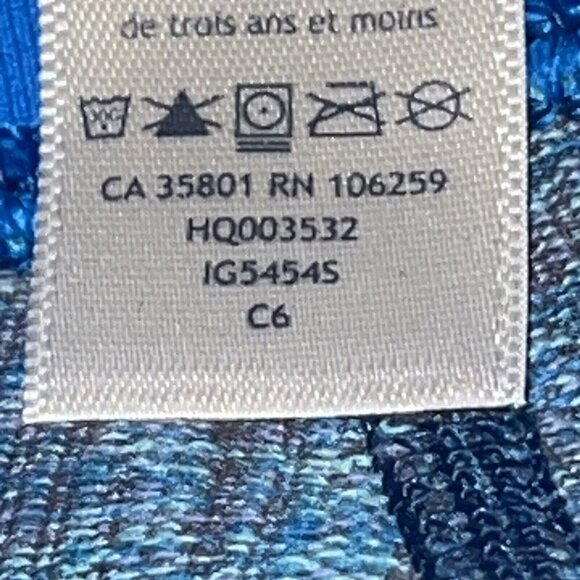 de trois ans et moins
CA 35801 RN 106259
HQ003532
IG5454S
C6